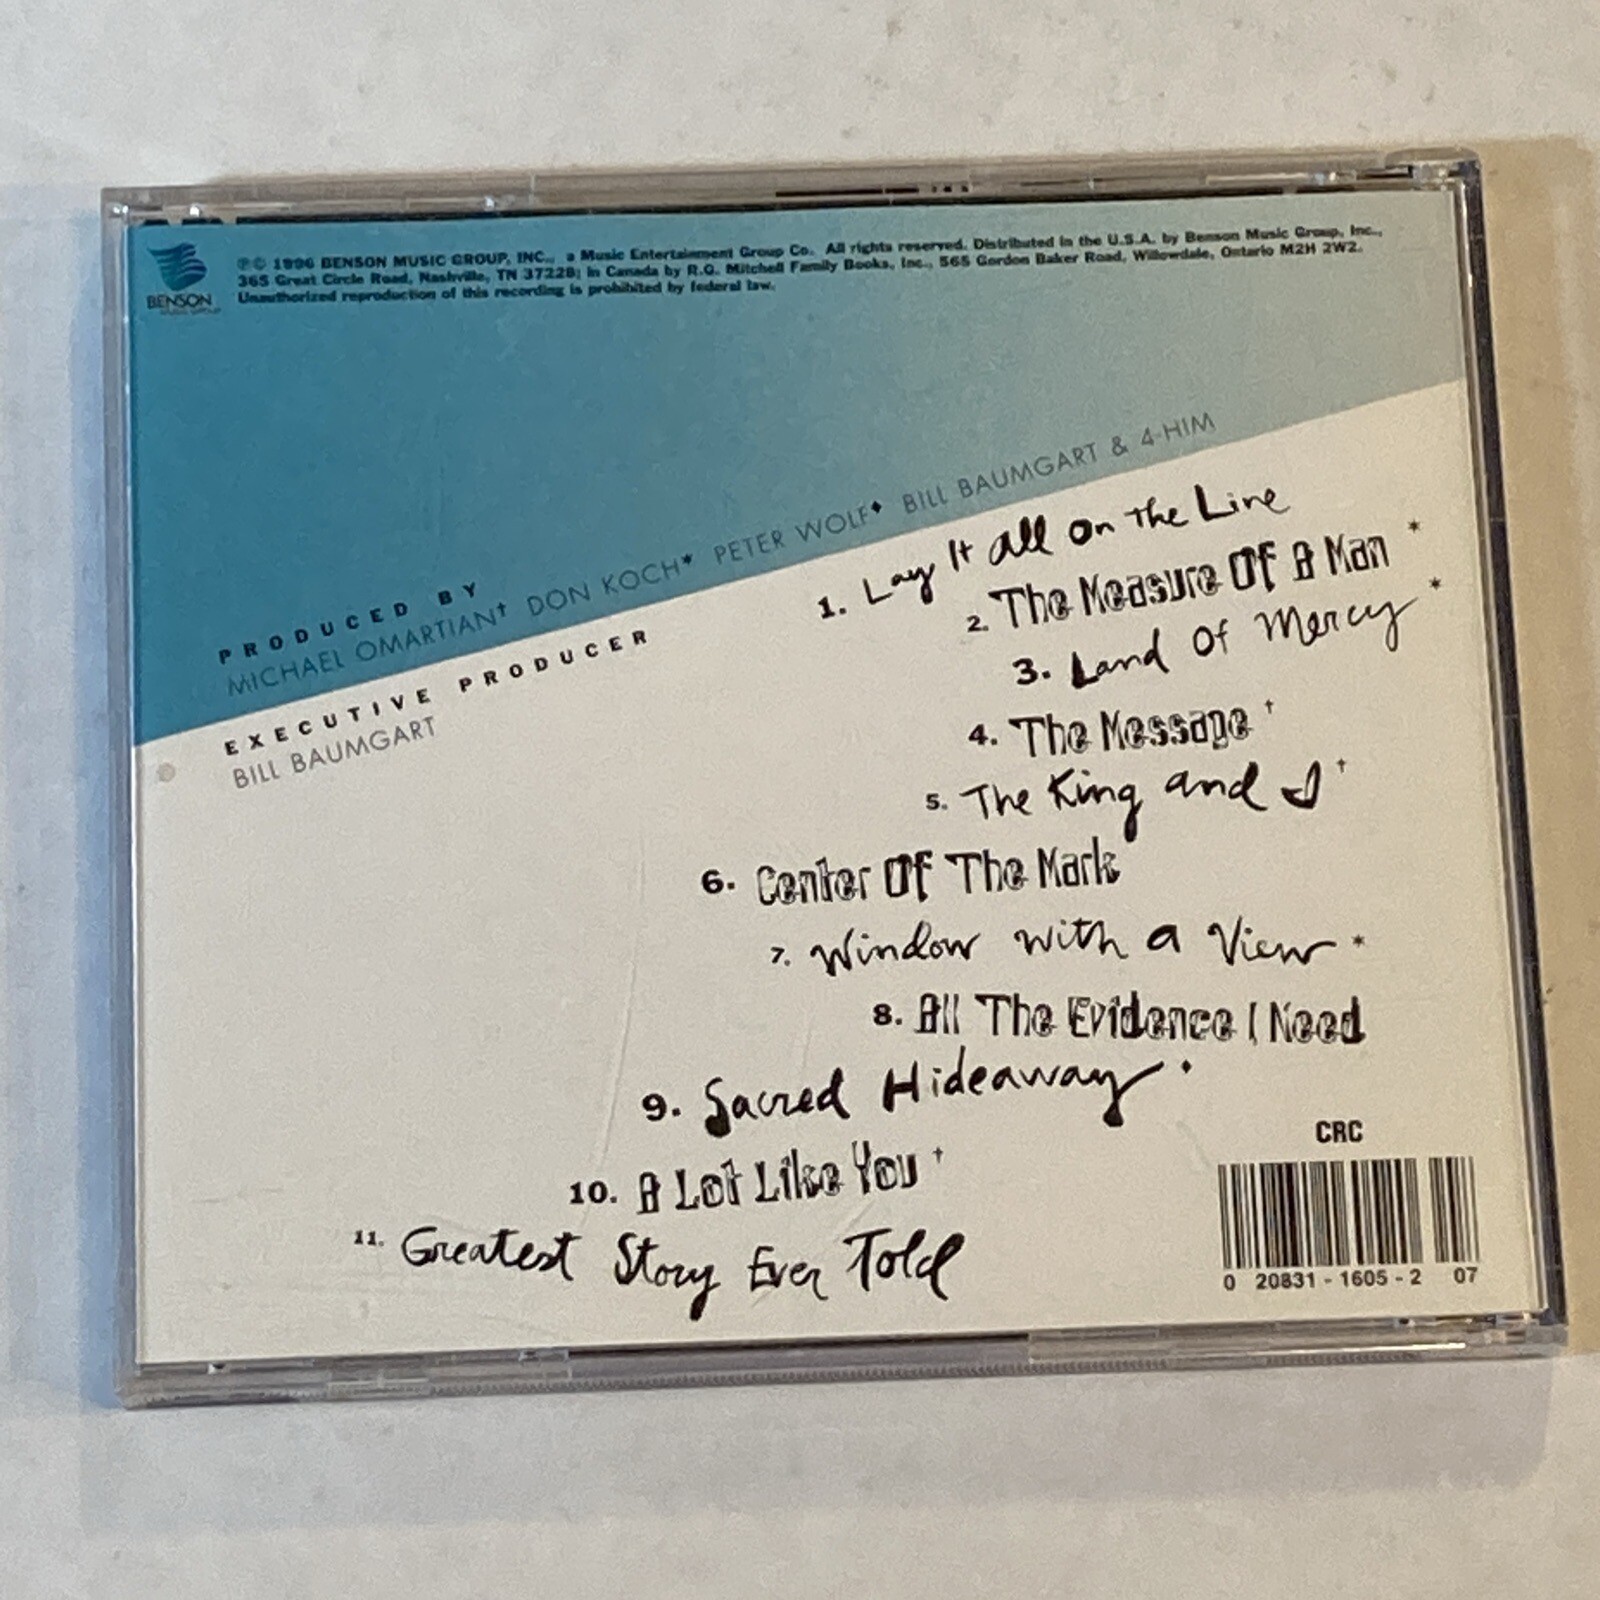 BENSON
℗© 1996 BENSON MUSIC GROUP, INC., a Music Entertainment Group Co. All rights reserved. Distributed in the U.S.A. by Benson Music Group, Inc.,
365 Great Circle Road, Nashville, TN 37228; in Canada by R.G. Mitchell Family Books, Inc., 565 Gordon Baker Road, Willowdale, Ontario M2H 2W2.
Unauthorized reproduction of this recording is prohibited by federal law.
PRODUCED BY
MICHAEL OMARTIAN† DON KOCH* PETER WOLF♦ BILL BAUMGART & 4-HIM
EXECUTIVE PRODUCER
BILL BAUMGART
1. Lay It All On The Line
2. The Measure Of A Man *
3. Land Of Mercy *
4. The Message †
5. The King and I †
6. Center Of The Mark
7. Window with a View *
8. All The Evidence I Need
9. Sacred Hideaway ♦
10. A Lot Like You †
11. Greatest Story Ever Told
CRC
0 20831-1605-2 07